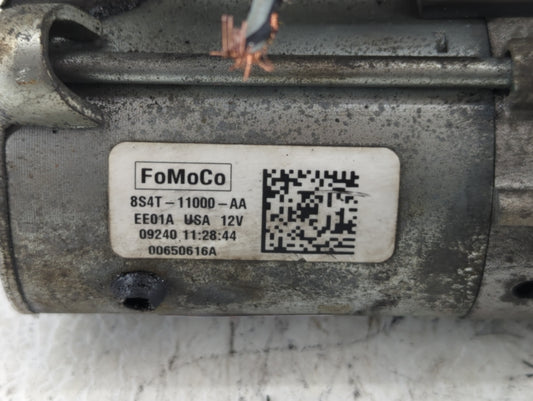 FoMoCo
8S4T-11000-AA
EE01A USA 12V
09240 11:28:44
00650616A